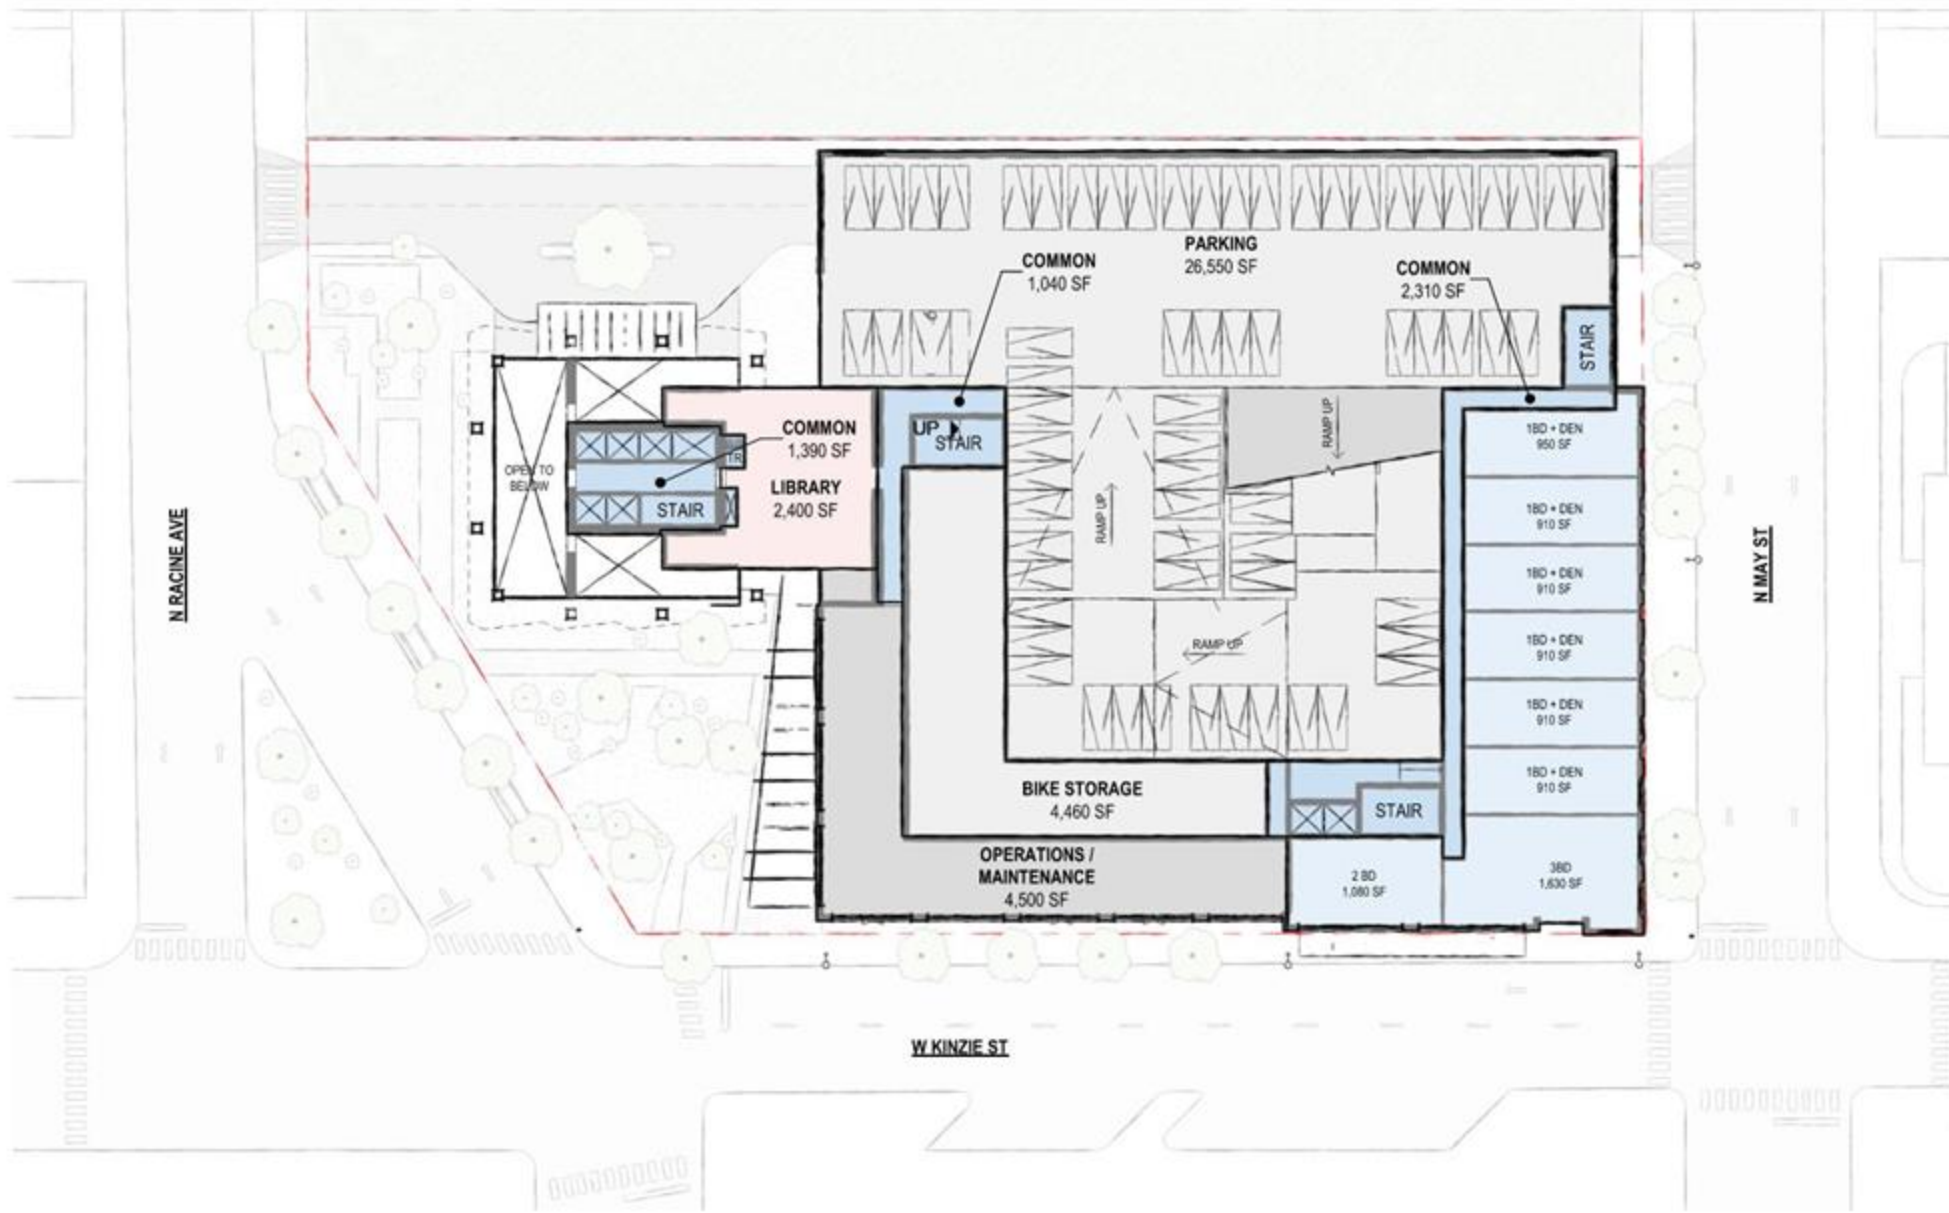 PARKING
26,550 SF
COMMON
1,040 SF
COMMON
2,310 SF
STAIR
RAMP UP
UP
STAIR
COMMON
1,390 SF
TR
OPEN TO
BELOW
LIBRARY
2,400 SF
STAIR
RAMP UP
RAMP UP
1BD + DEN
950 SF
1BD + DEN
910 SF
1BD + DEN
910 SF
1BD + DEN
910 SF
1BD + DEN
910 SF
1BD + DEN
910 SF
N RACINE AVE
N MAY ST
BIKE STORAGE
4,460 SF
STAIR
OPERATIONS /
MAINTENANCE
4,500 SF
2 BD
1,080 SF
3BD
1,630 SF
W KINZIE ST